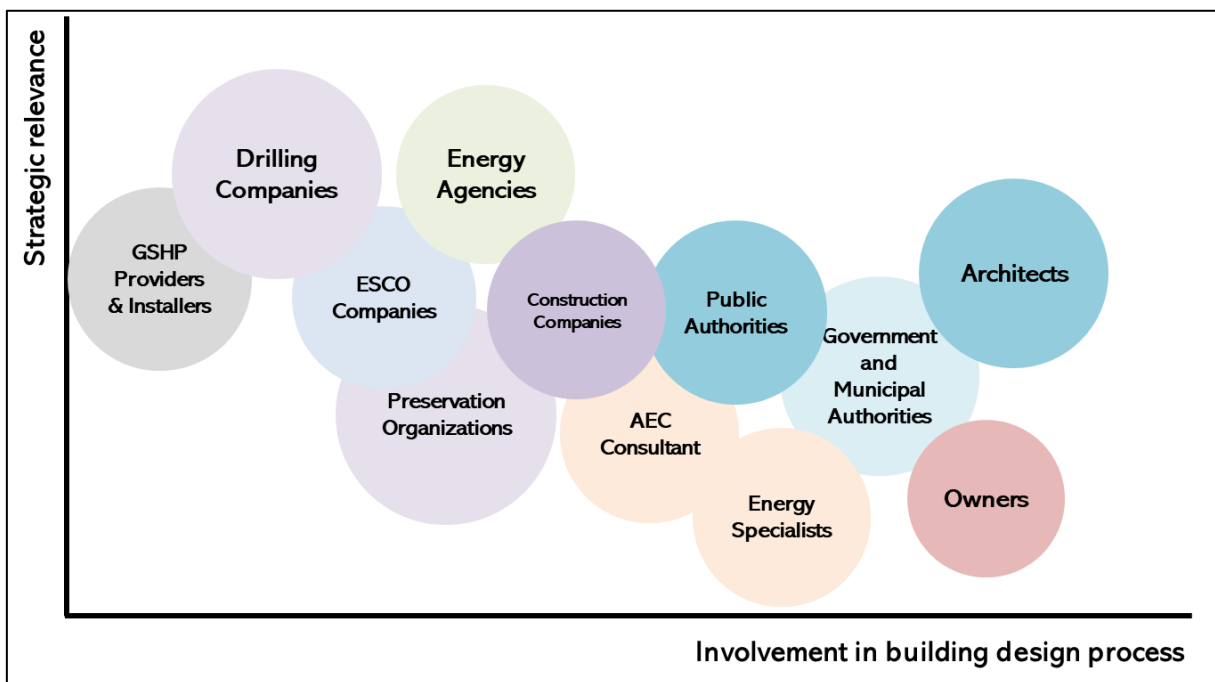 Strategic relevance
Drilling
Companies
Energy
Agencies
GSHP
Providers
& Installers
ESCO
Companies
Construction
Companies
Public
Authorities
Architects
Government
and
Municipal
Authorities
Preservation
Organizations
AEC
Consultant
Energy
Specialists
Owners
Involvement in building design process